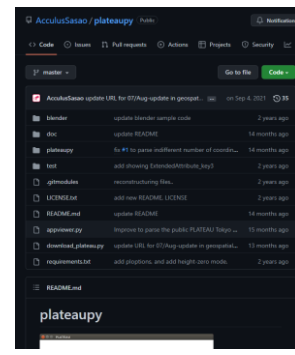 AcculusSasao / plateaupy Public
Notification
Code Issues Pull requests Actions Projects Security
master Go to file Code
AcculusSasao update URL for 07/Aug-update in geospat... on Sep 4, 2021 35
blender update blender sample code 2 years ago
doc update README 14 months ago
plateaupy fix #1 to parse indifferent number of coordin... 14 months ago
test add showing ExtendedAttribute_key3 2 years ago
.gitmodules reconstructuring files.. 2 years ago
LICENSE.txt add new README, LICENSE 2 years ago
README.md update README 14 months ago
appviewer.py Improve to parse the public PLATEAU Tokyo ... 15 months ago
download_plateau.py update URL for 07/Aug-update in geospatial,... 13 months ago
requirements.txt add ploptions, and add height-zero mode. 2 years ago
README.md
plateaupy